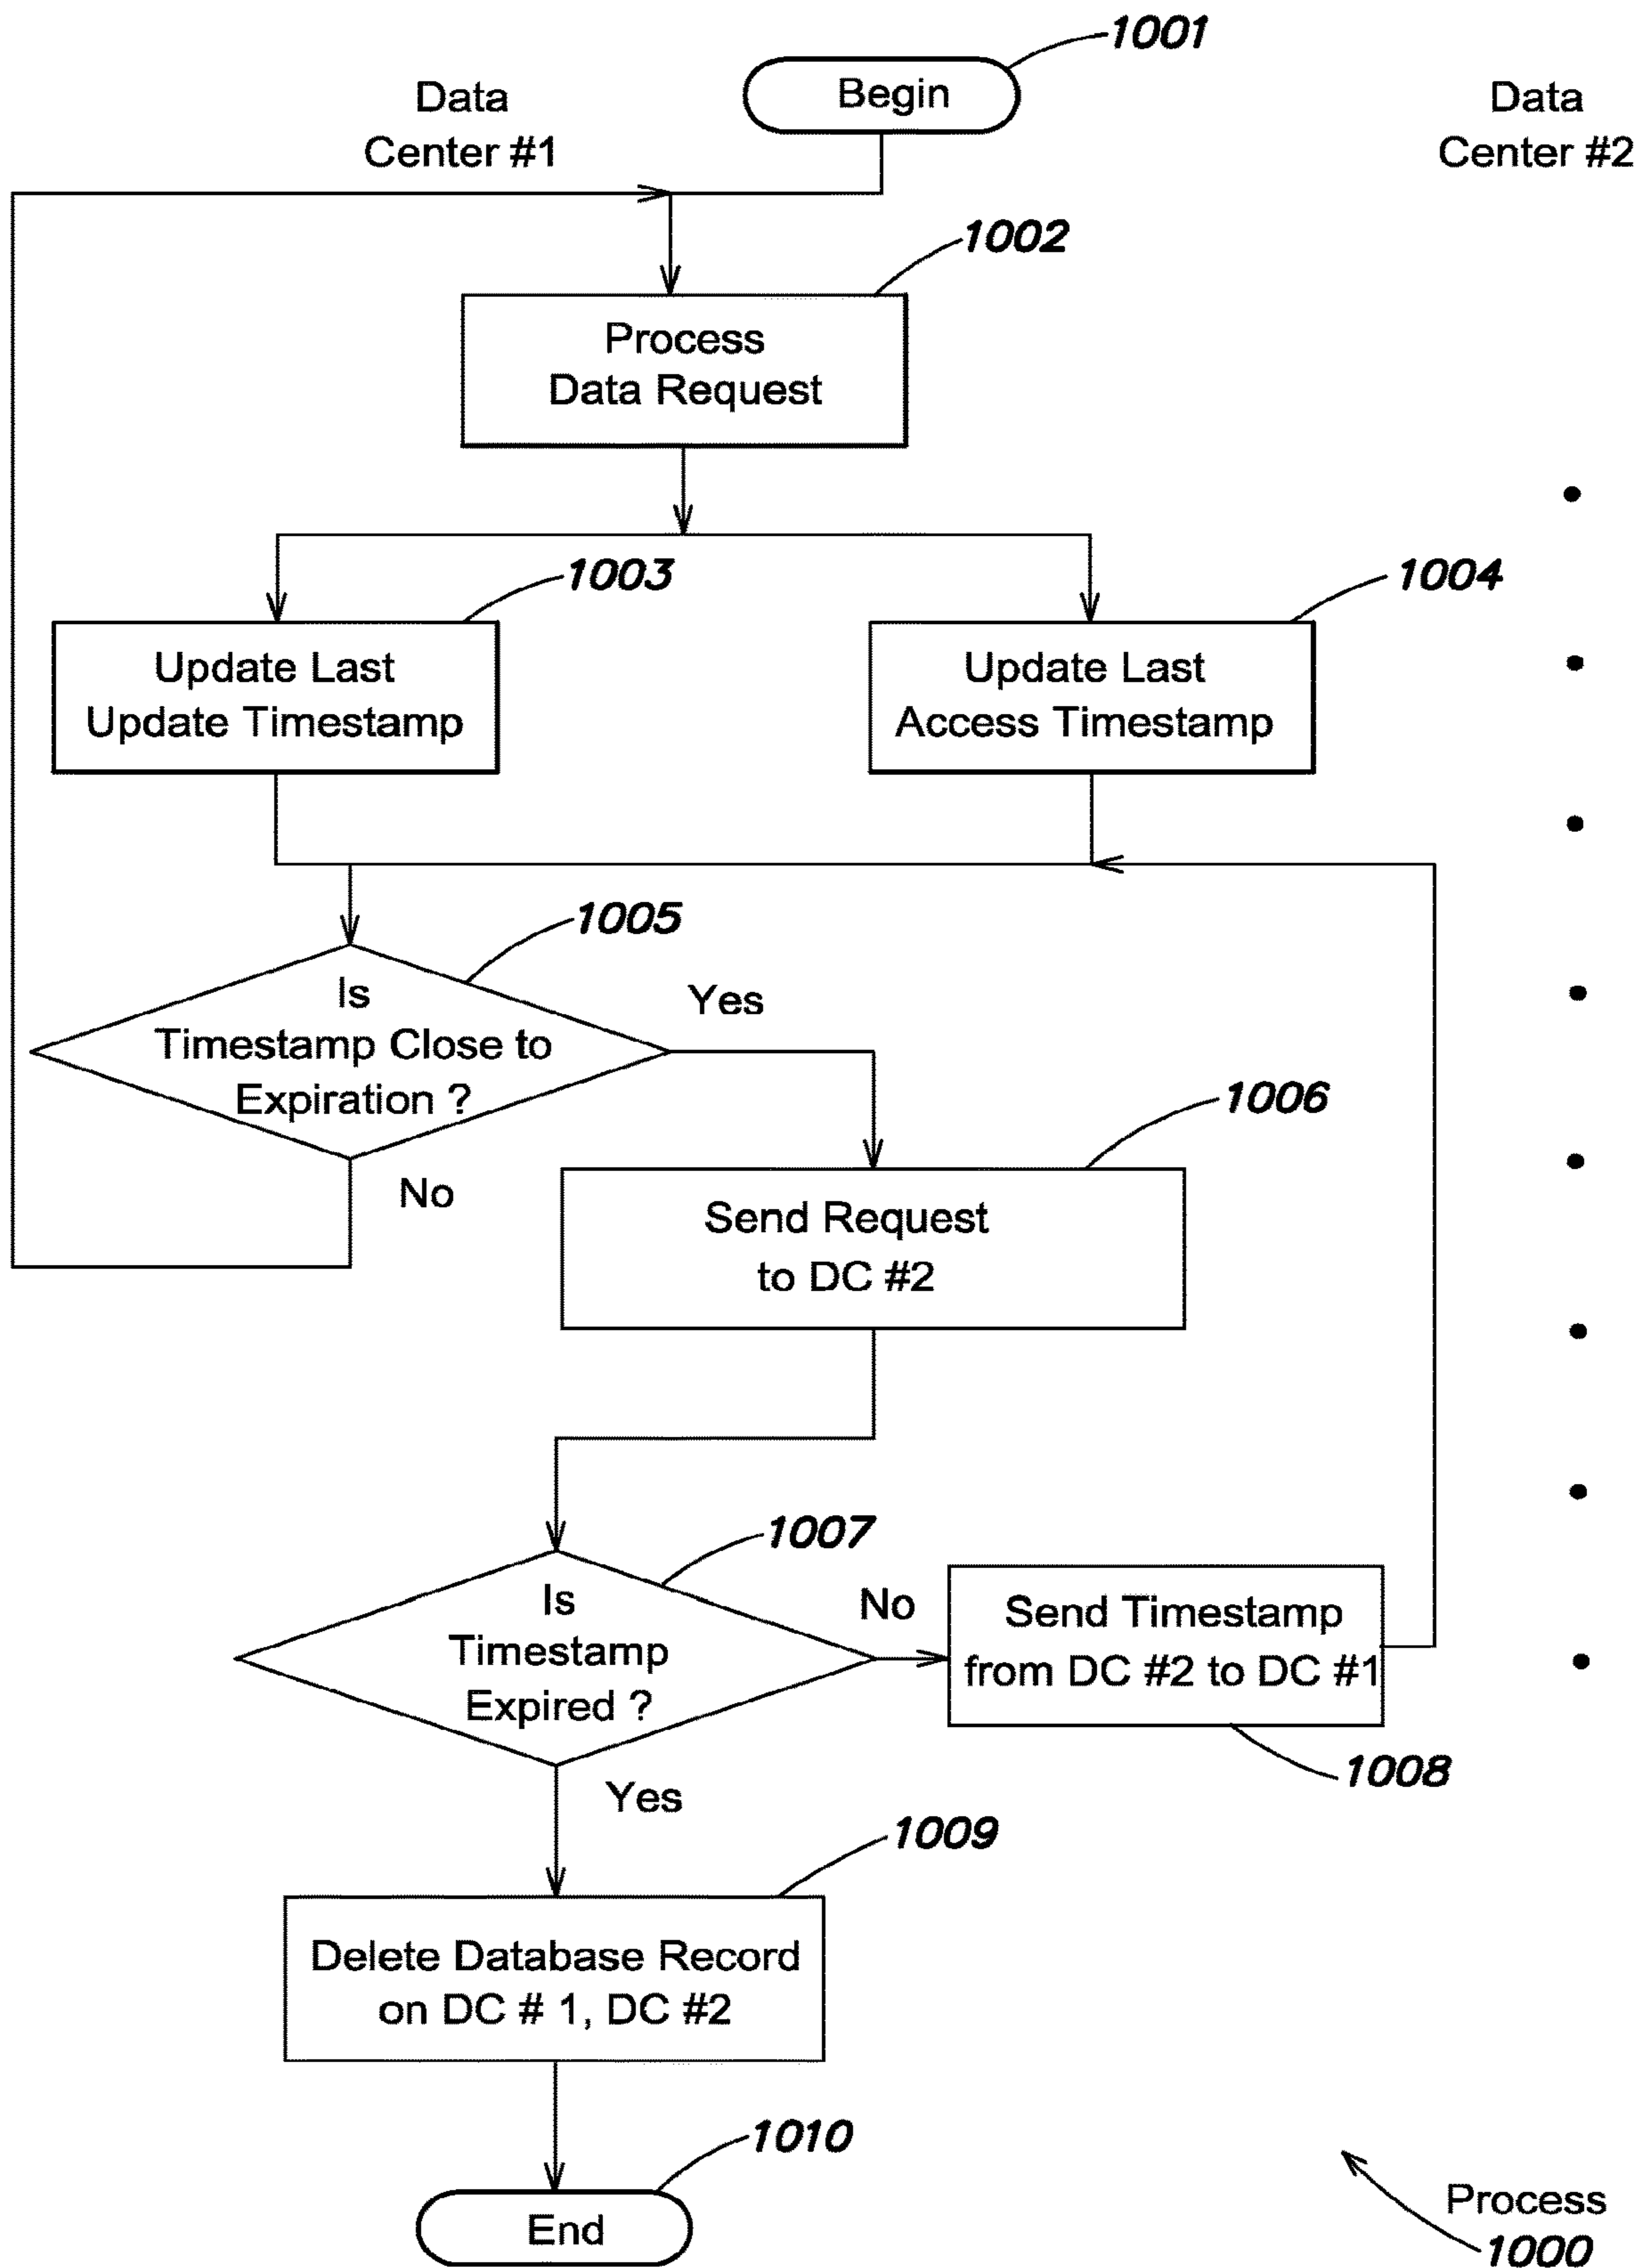 1001
Begin
Data
Center #1
Data
Center #2
1002
Process
Data Request
1003
1004
Update Last
Update Timestamp
Update Last
Access Timestamp
1005
Is
Timestamp Close to
Expiration ?
Yes
No
1006
Send Request
to DC #2
1007
Is
Timestamp
Expired ?
No
Send Timestamp
from DC #2 to DC #1
1008
Yes
1009
Delete Database Record
on DC # 1, DC #2
1010
End
Process
1000